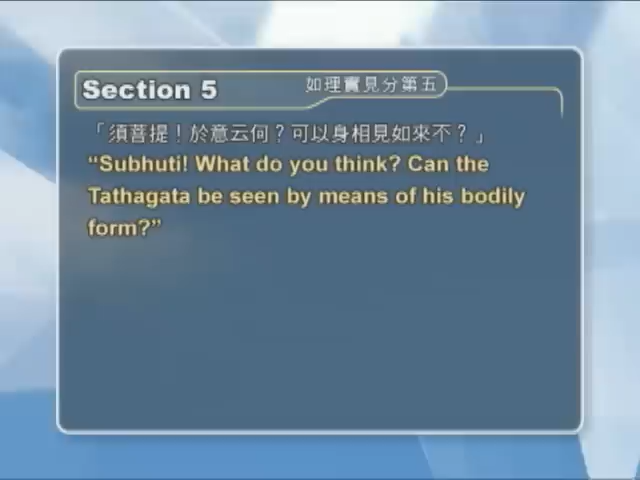 Section 5
如理實見分第五
「須菩提！於意云何？可以身相見如來不？」
“Subhuti! What do you think? Can the
Tathagata be seen by means of his bodily
form?”